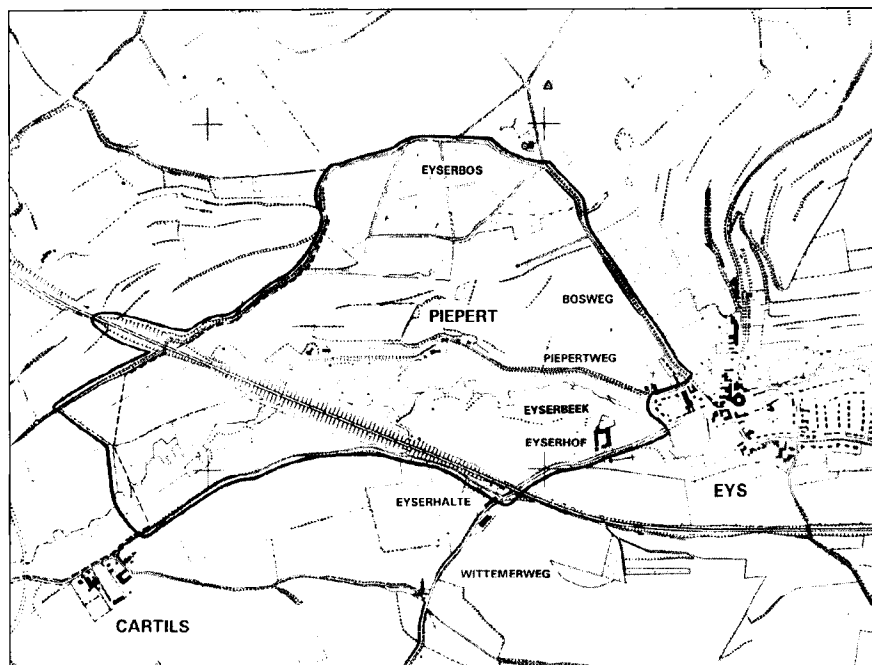 EYSERBOS
BOSWEG
PIEPERT
PIEPERTWEG
EYSERBEEK
EYSERHOF
EYS
EYSERHALTE
WITTEMERWEG
CARTILS